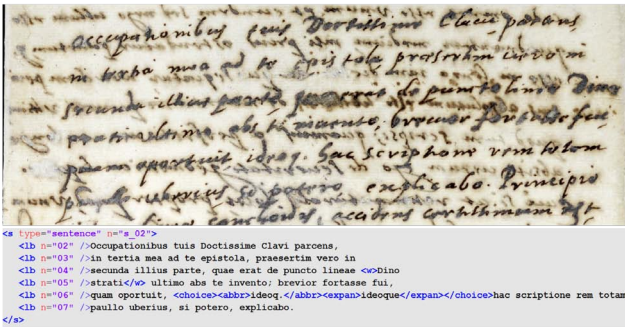 occupationibus tuis Doctissime Clavi parcens,
in tertia mea ad te epistola praesertim vero in
secunda illius parte, quae erat de puncto lineae Dino
strati ultimo abs te invento; brevior fortasse fui,
quam oportuit, ideoq. hac scriptione rem totam
paullo uberius, si potero, explicabo. Principio
accidens certissimum est
<s type="sentence" n="s_02">
<lb n="02" />Occupationibus tuis Doctissime Clavi parcens,
<lb n="03" />in tertia mea ad te epistola, praesertim vero in
<lb n="04" />secunda illius parte, quae erat de puncto lineae <w>Dino
<lb n="05" />strati</w> ultimo abs te invento; brevior fortasse fui,
<lb n="06" />quam oportuit, <choice><abbr>ideoq.</abbr><expan>ideoque</expan></choice>hac scriptione rem totam
<lb n="07" />paullo uberius, si potero, explicabo.
</s>